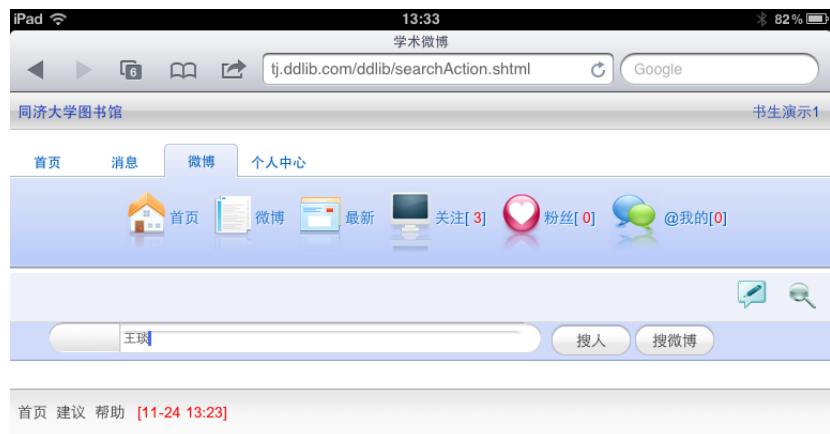 iPad 13:33 82%
学术微博
6 tj.ddlib.com/ddlib/searchAction.shtml Google
同济大学图书馆 书生演示1
首页 消息 微博 个人中心
首页 微博 最新 关注[ 3] 粉丝[ 0] @我的[0]
王琰 搜人 搜微博
首页 建议 帮助 [11-24 13:23]